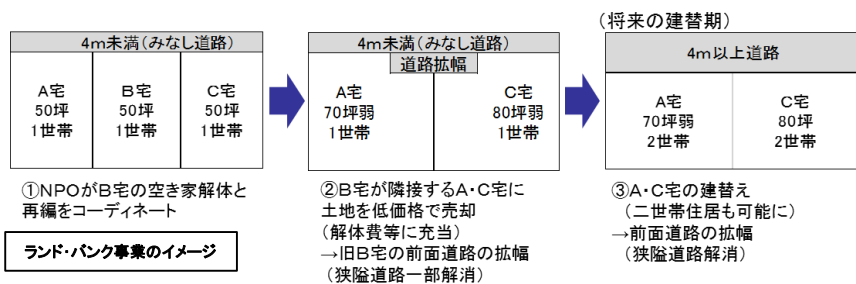 (将来の建替期)
4m未満(みなし道路)
A宅
50坪
1世帯
B宅
50坪
1世帯
C宅
50坪
1世帯
4m未満(みなし道路)
道路拡幅
A宅
70坪弱
1世帯
C宅
80坪弱
1世帯
4m以上道路
A宅
70坪弱
2世帯
C宅
80坪
2世帯
①NPOがB宅の空き家解体と
再編をコーディネート
②B宅が隣接するA・C宅に
土地を低価格で売却
(解体費等に充当)
→旧B宅の前面道路の拡幅
(狭隘道路一部解消)
③A・C宅の建替え
(二世帯住居も可能に)
→前面道路の拡幅
(狭隘道路解消)
ランド・バンク事業のイメージ